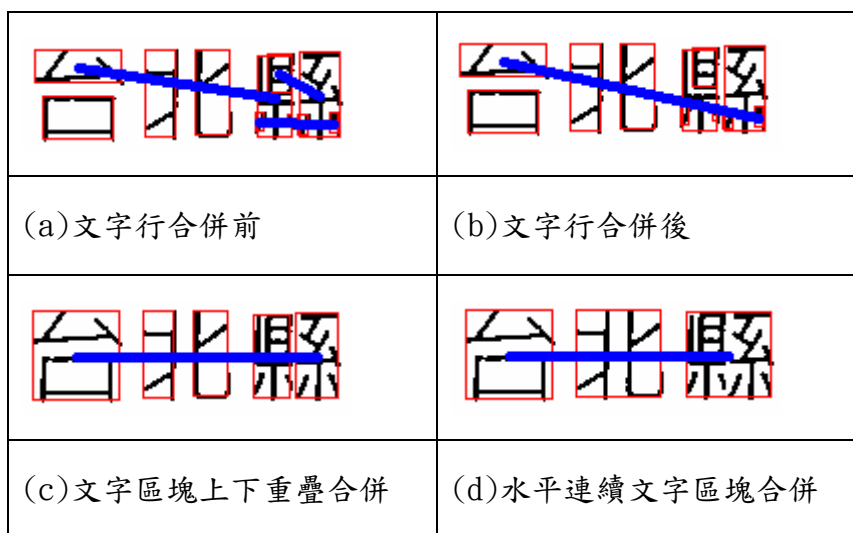 台北縣
台北縣
(a)文字行合併前
(b)文字行合併後
台北縣
台北縣
(c)文字區塊上下重疊合併
(d)水平連續文字區塊合併